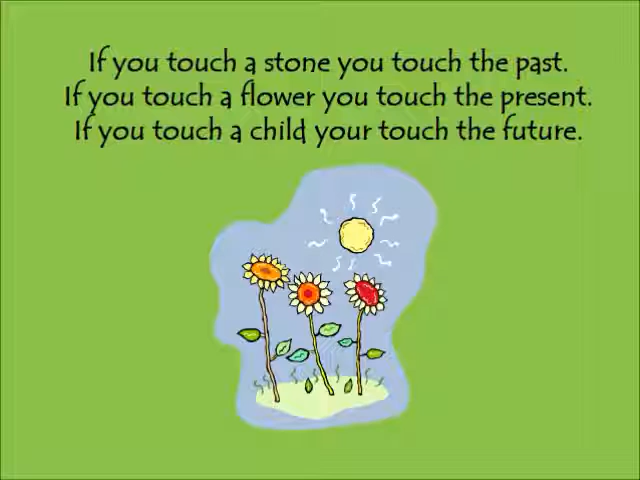 If you touch a stone you touch the past.
If you touch a flower you touch the present.
If you touch a child your touch the future.